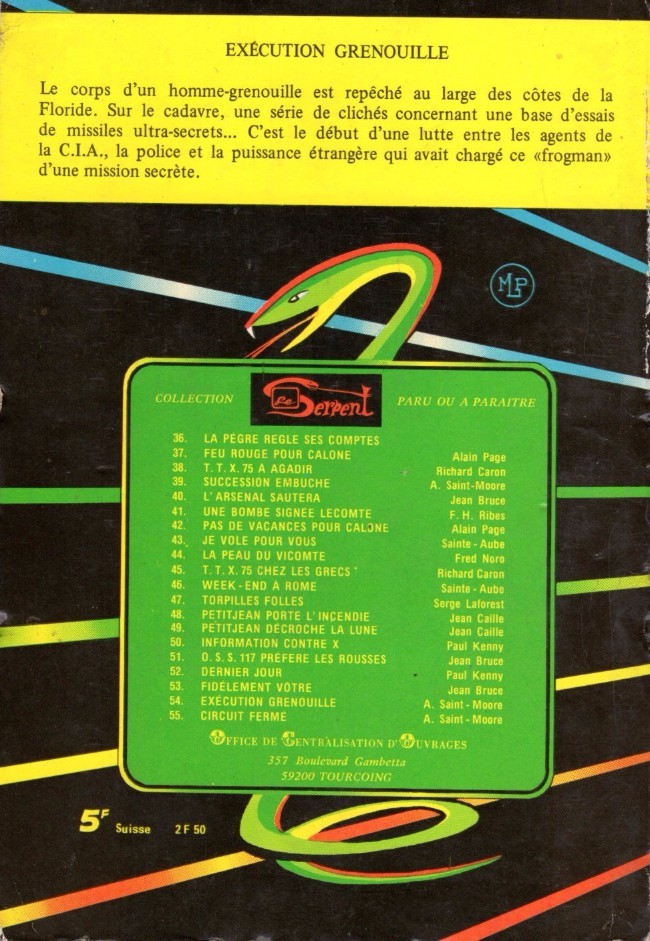 EXÉCUTION GRENOUILLE
Le corps d'un homme-grenouille est repêché au large des côtes de la
Floride. Sur le cadavre, une série de clichés concernant une base d'essais
de missiles ultra-secrets... C'est le début d'une lutte entre les agents de
la C.I.A., la police et la puissance étrangère qui avait chargé ce «frogman»
d'une mission secrète.
MLP
COLLECTION Le Serpent PARU OU A PARAITRE
36. LA PEGRE REGLE SES COMPTES
37. FEU ROUGE POUR CALONE Alain Page
38. T. T. X. 75 A AGADIR Richard Caron
39. SUCCESSION EMBUCHE A. Saint-Moore
40. L'ARSENAL SAUTERA Jean Bruce
41. UNE BOMBE SIGNÉE LECOMTE F. H. Ribes
42. PAS DE VACANCES POUR CALONE Alain Page
43. JE VOLE POUR VOUS Sainte - Aube
44. LA PEAU DU VICOMTE Fred Noro
45. T. T. X. 75 CHEZ LES GRECS Richard Caron
46. WEEK - END A ROME Sainte - Aube
47. TORPILLES FOLLES Serge Laforest
48. PETITJEAN PORTE L'INCENDIE Jean Caille
49. PETITJEAN DÉCROCHE LA LUNE Jean Caille
50. INFORMATION CONTRE X Paul Kenny
51. O. S. S. 117 PRÉFÈRE LES ROUSSES Jean Bruce
52. DERNIER JOUR Paul Kenny
53. FIDÈLEMENT VÔTRE Jean Bruce
54. EXÉCUTION GRENOUILLE A. Saint - Moore
55. CIRCUIT FERMÉ A. Saint - Moore
OFFICE DE CENTRALISATION D'OUVRAGES
357 Boulevard Gambetta
59200 TOURCOING
5F Suisse 2 F 50